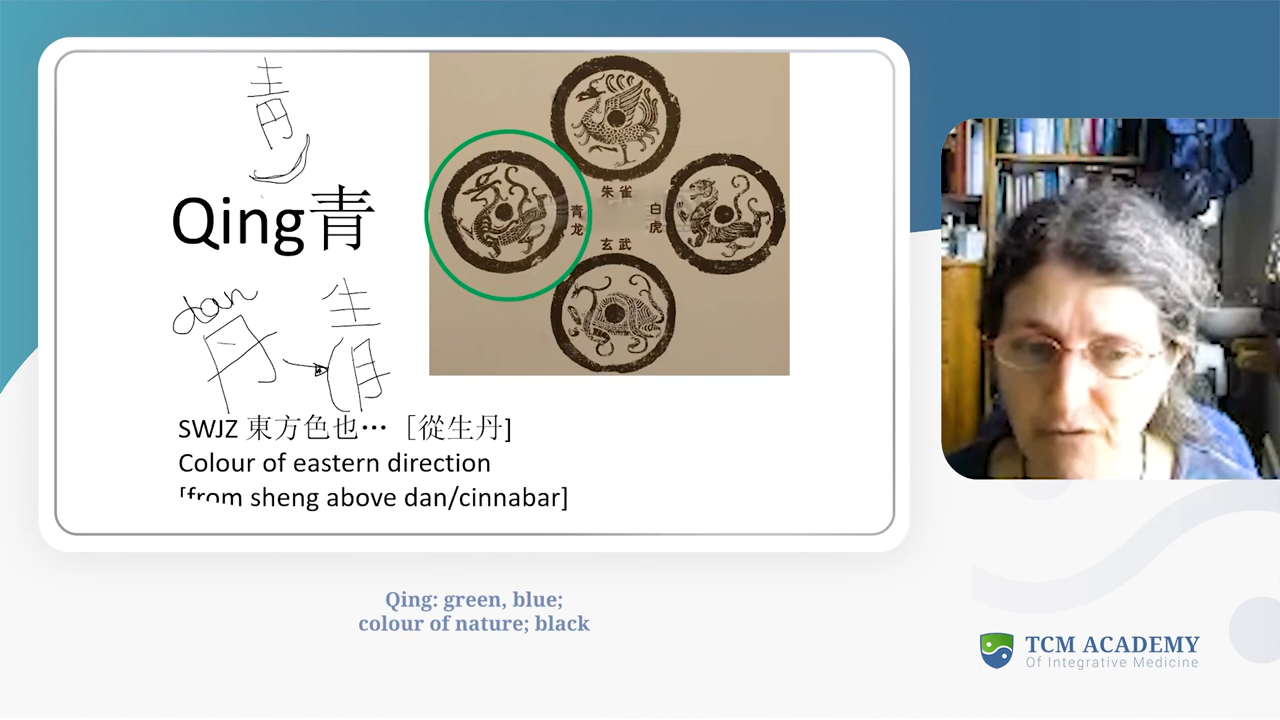 青
Qing青
dan
丹
生
丹
朱雀
青龙
白虎
玄武
SWJZ 東方色也… [從生丹]
Colour of eastern direction
[from sheng above dan/cinnabar]
Qing: green, blue;
colour of nature; black
TCM ACADEMY
Of Integrative Medicine